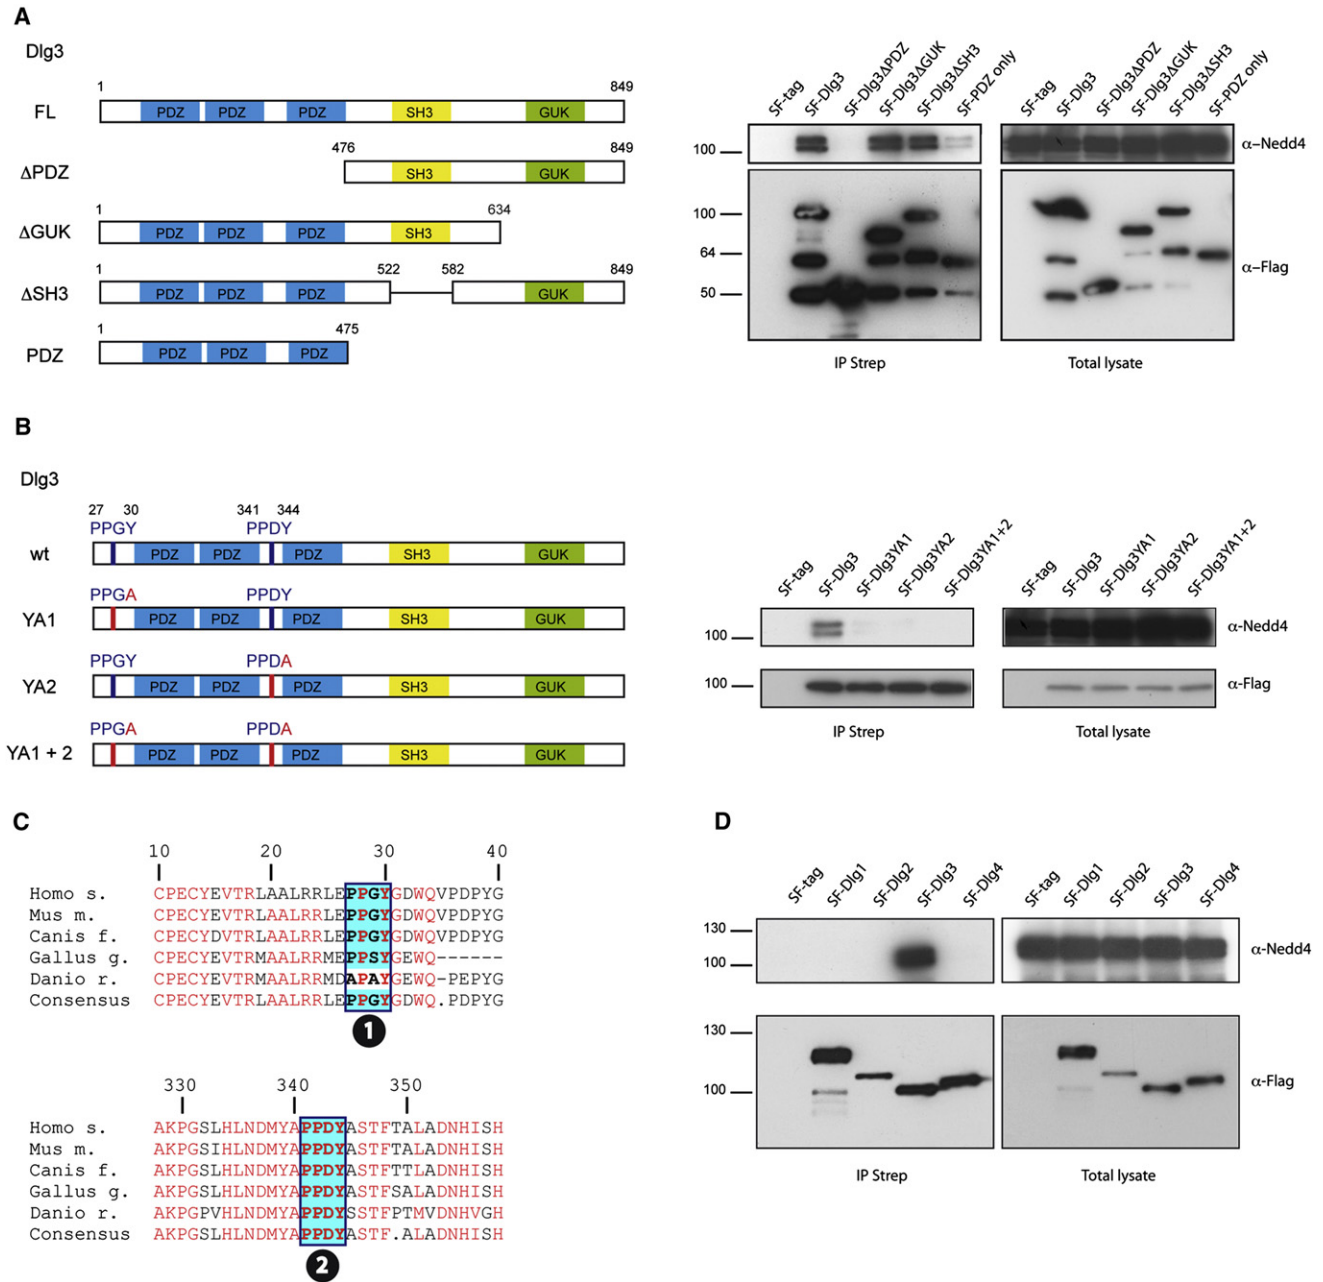 A
Dlg3
1 849
FL PDZ PDZ PDZ SH3 GUK
476 849
ΔPDZ SH3 GUK
1 634
ΔGUK PDZ PDZ PDZ SH3
1 522 582 849
ΔSH3 PDZ PDZ PDZ GUK
1 475
PDZ PDZ PDZ PDZ
SF-tag SF-Dlg3 SF-Dlg3ΔPDZ SF-Dlg3ΔGUK SF-Dlg3ΔSH3 SF-PDZ only
SF-tag SF-Dlg3 SF-Dlg3ΔPDZ SF-Dlg3ΔGUK SF-Dlg3ΔSH3 SF-PDZ only
100 α-Nedd4
100
64
α-Flag
50
IP Strep Total lysate
B
Dlg3
27 30 341 344
PPGY PPDY
wt PDZ PDZ PDZ SH3 GUK
PPGA PPDY
YA1 PDZ PDZ PDZ SH3 GUK
PPGY PPDA
YA2 PDZ PDZ PDZ SH3 GUK
PPGA PPDA
YA1 + 2 PDZ PDZ PDZ SH3 GUK
SF-tag SF-Dlg3 SF-Dlg3YA1 SF-Dlg3YA2 SF-Dlg3YA1+2
SF-tag SF-Dlg3 SF-Dlg3YA1 SF-Dlg3YA2 SF-Dlg3YA1+2
100 α-Nedd4
100 α-Flag
IP Strep Total lysate
C
10 20 30 40
Homo s. CPECYEVTRLAALRRLEPPGYGDWQVPDPYG
Mus m. CPECYEVTRLAALRRLEPPGYGDWQVPDPYG
Canis f. CPECYDVTRLAALRRLEPPGYGDWQVPDPYG
Gallus g. CPECYEVTRMAALRRMEPPSYGEWQ------
Danio r. CPECYEVTRMAALRRMDAPAYGEWQ-PEPYG
Consensus CPECYEVTRLAALRRLEPPGYGDWQ.PDPYG
1
330 340 350
Homo s. AKPGSLHLNDMYAPPDYASTFTALADNHISH
Mus m. AKPGSIHLNDMYAPPDYASTFTALADNHISH
Canis f. AKPGSLHLNDMYAPPDYASTFTTLADNHISH
Gallus g. AKPGSLHLNDMYAPPDYASTFSALADNHISH
Danio r. AKPGPVHLNDMYAPPDYSSTFPTMVDNHVGH
Consensus AKPGSLHLNDMYAPPDYASTF.ALADNHISH
2
D
SF-tag SF-Dlg1 SF-Dlg2 SF-Dlg3 SF-Dlg4
SF-tag SF-Dlg1 SF-Dlg2 SF-Dlg3 SF-Dlg4
130
α-Nedd4
100
130
α-Flag
100
IP Strep Total lysate